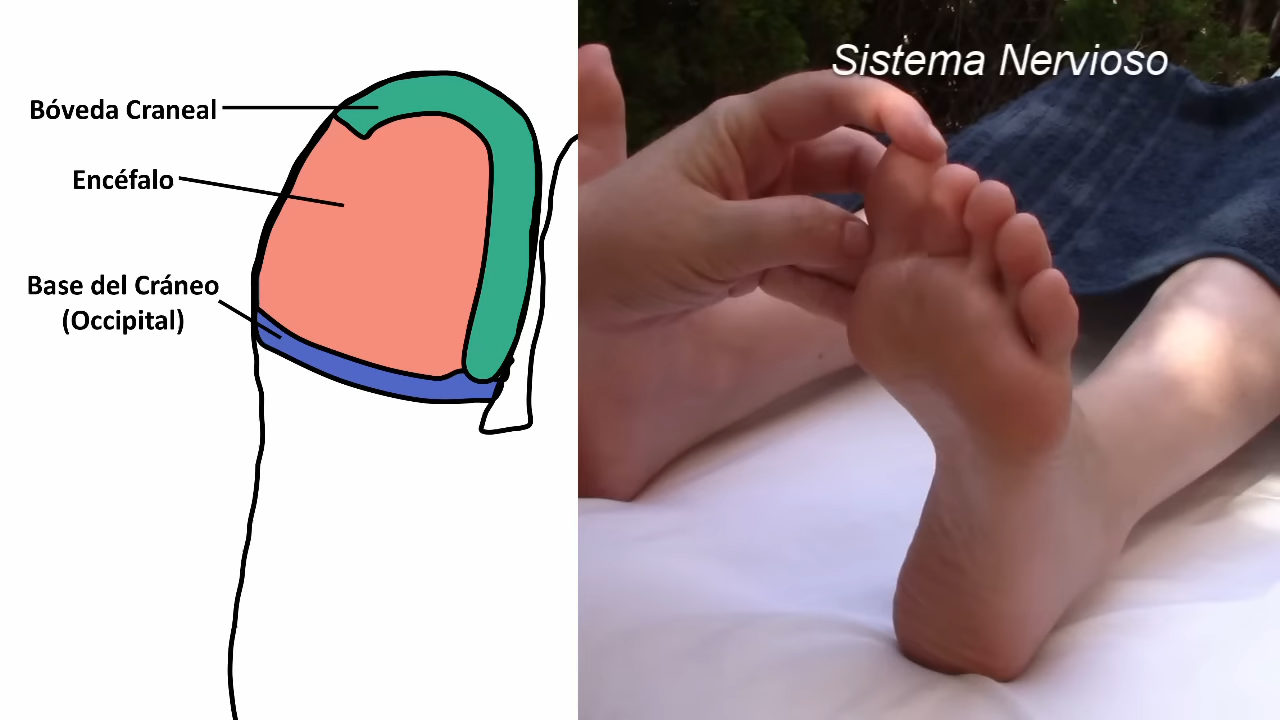 Bóveda Craneal
Encéfalo
Base del Cráneo
(Occipital)
Sistema Nervioso